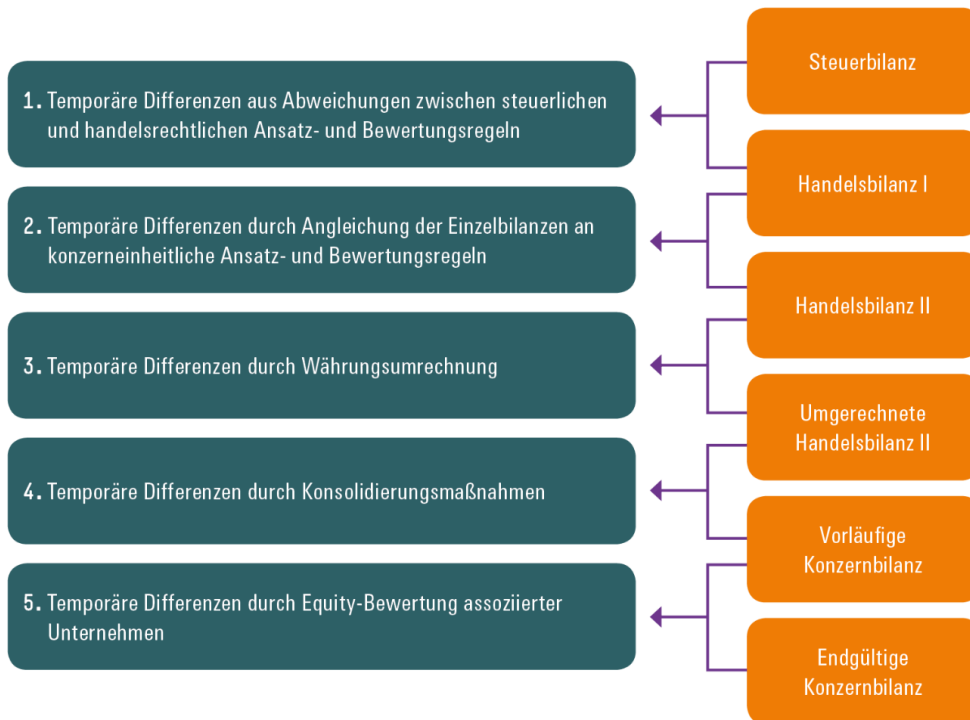 1. Temporäre Differenzen aus Abweichungen zwischen steuerlichen
und handelsrechtlichen Ansatz- und Bewertungsregeln
2. Temporäre Differenzen durch Angleichung der Einzelbilanzen an
konzerneinheitliche Ansatz- und Bewertungsregeln
3. Temporäre Differenzen durch Währungsumrechnung
4. Temporäre Differenzen durch Konsolidierungsmaßnahmen
5. Temporäre Differenzen durch Equity-Bewertung assoziierter
Unternehmen
Steuerbilanz
Handelsbilanz I
Handelsbilanz II
Umgerechnete
Handelsbilanz II
Vorläufige
Konzernbilanz
Endgültige
Konzernbilanz